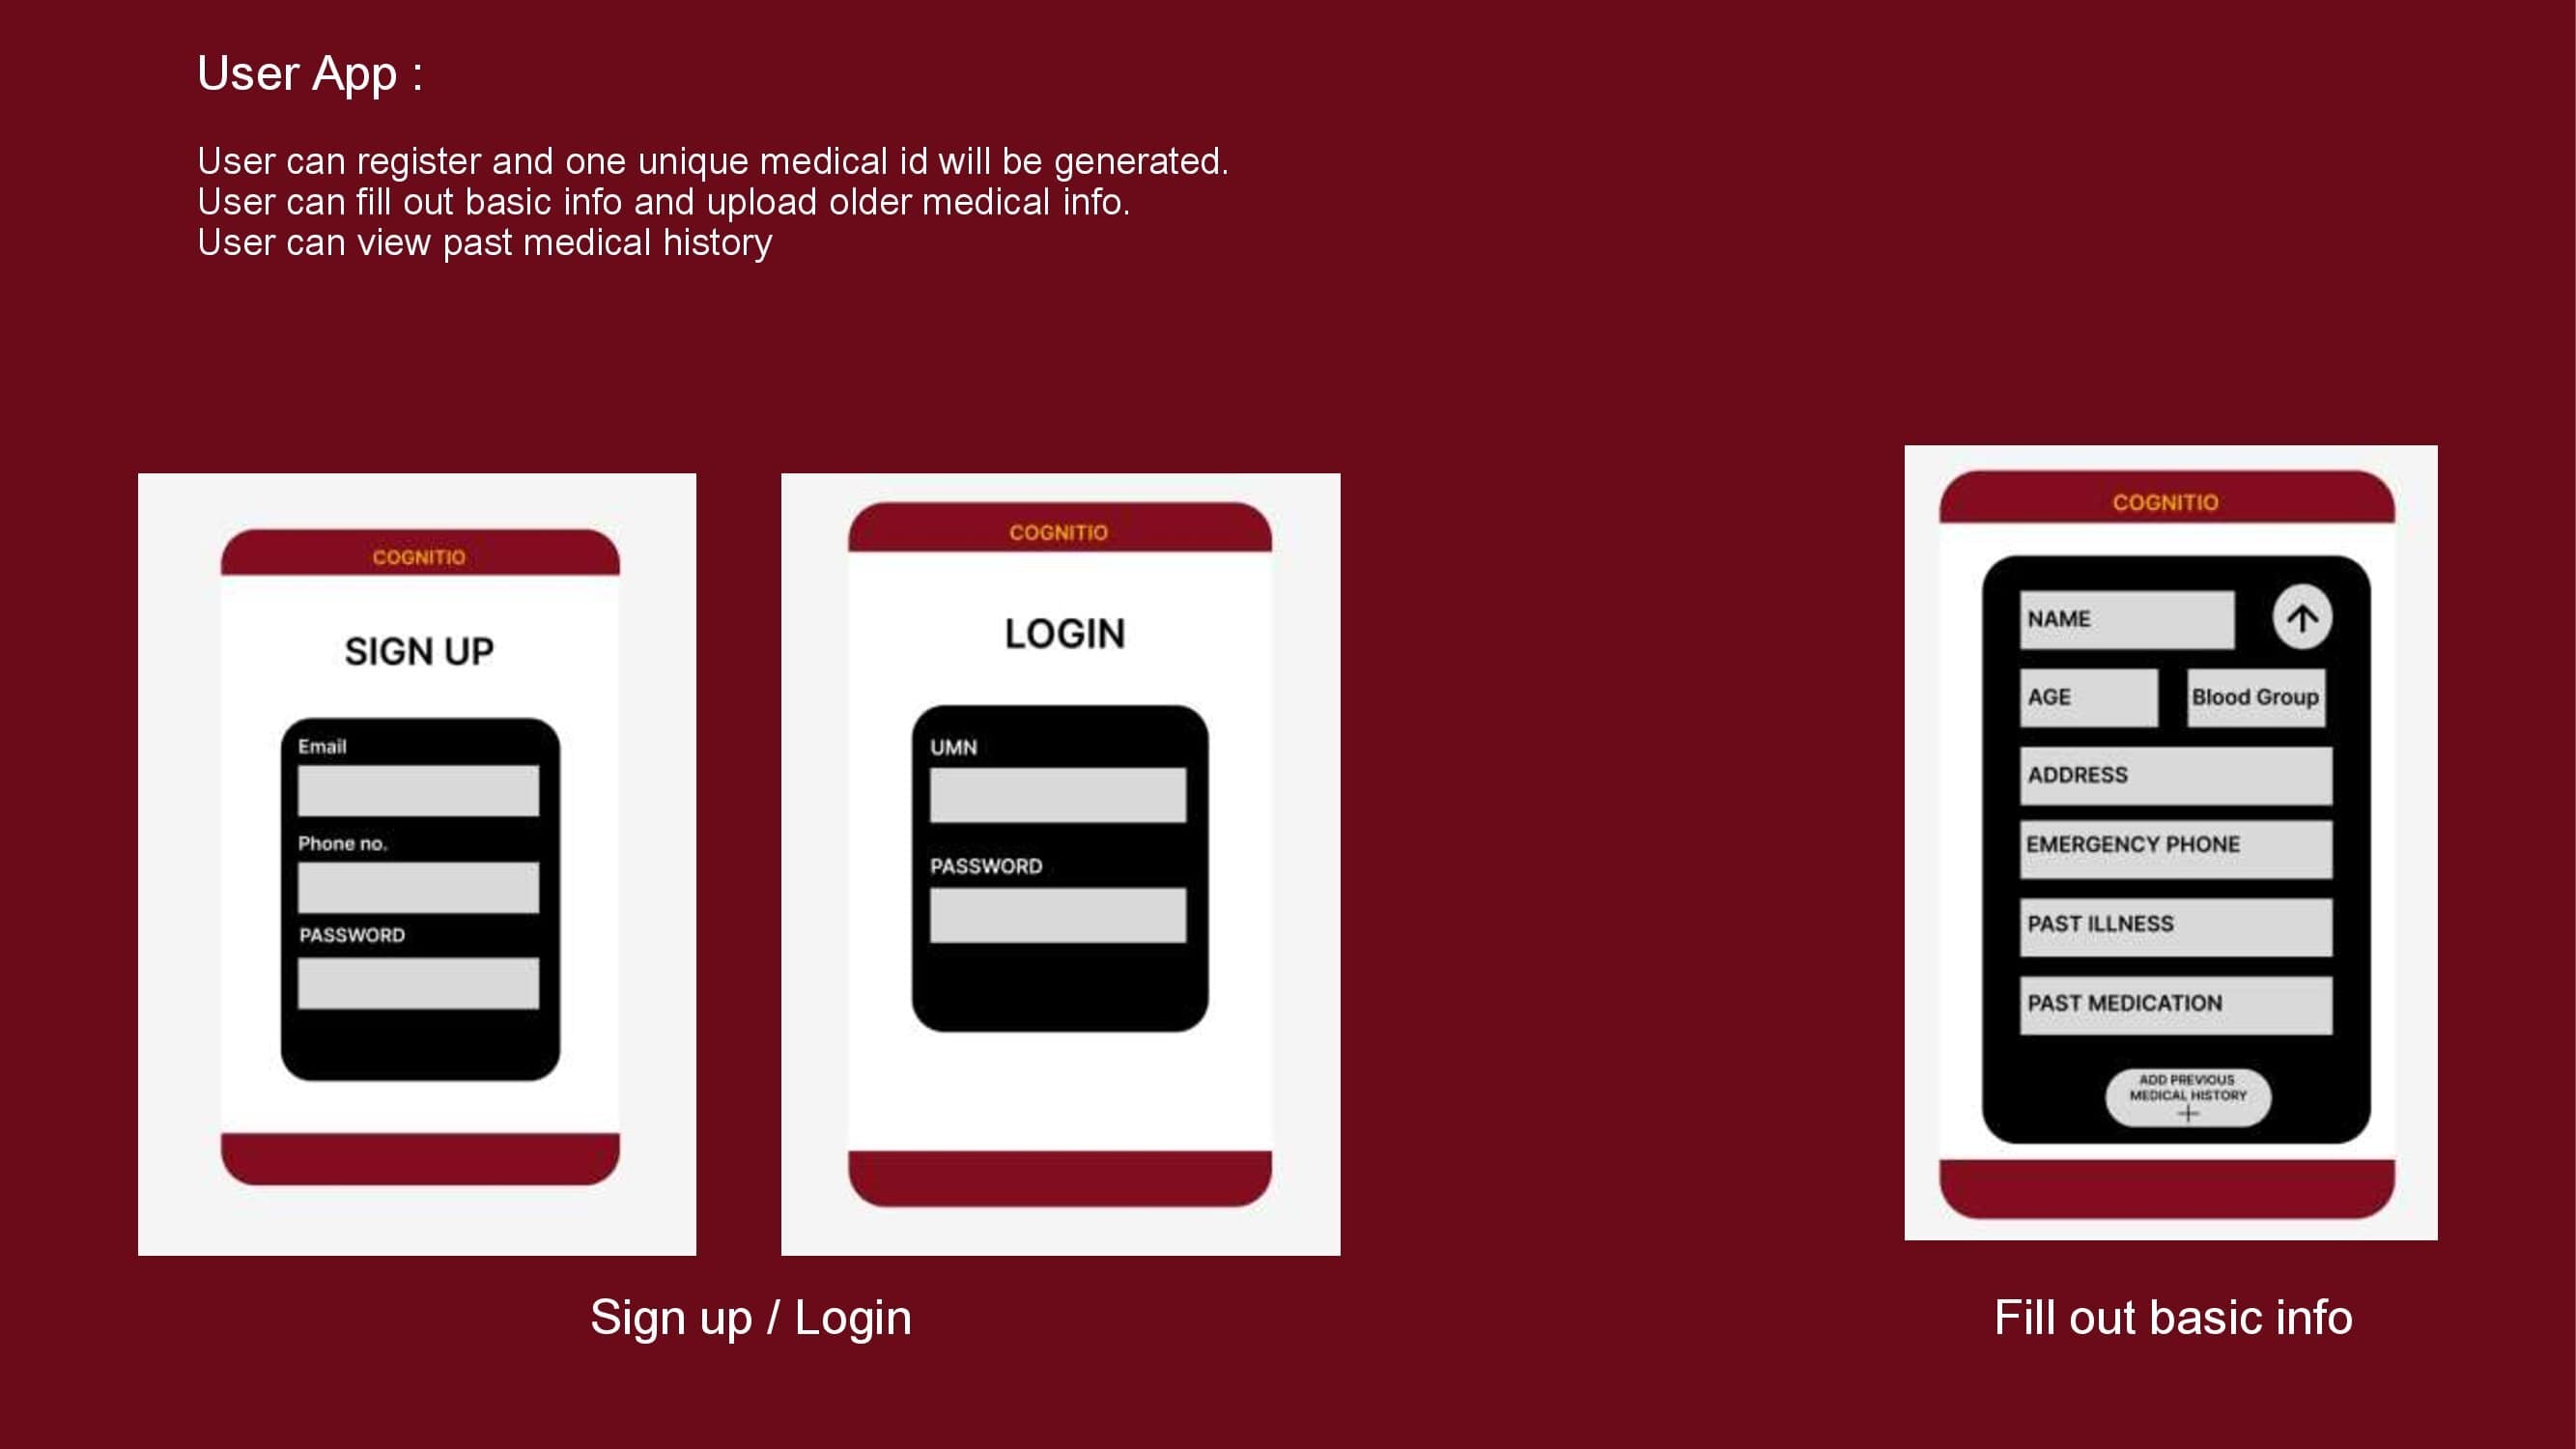 User App :
User can register and one unique medical id will be generated.
User can fill out basic info and upload older medical info.
User can view past medical history
COGNITIO
SIGN UP
Email
Phone no.
PASSWORD
COGNITIO
LOGIN
UMN
PASSWORD
Sign up / Login
COGNITIO
NAME
AGE
Blood Group
ADDRESS
EMERGENCY PHONE
PAST ILLNESS
PAST MEDICATION
ADD PREVIOUS
MEDICAL HISTORY
+
Fill out basic info